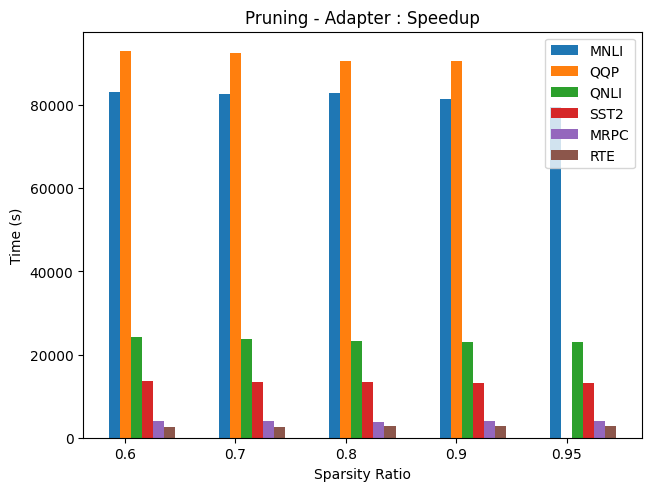 Pruning - Adapter : Speedup
MNLI
QQP
QNLI
SST2
MRPC
RTE
80000
60000
40000
20000
0
Time (s)
0.6
0.7
0.8
0.9
0.95
Sparsity Ratio